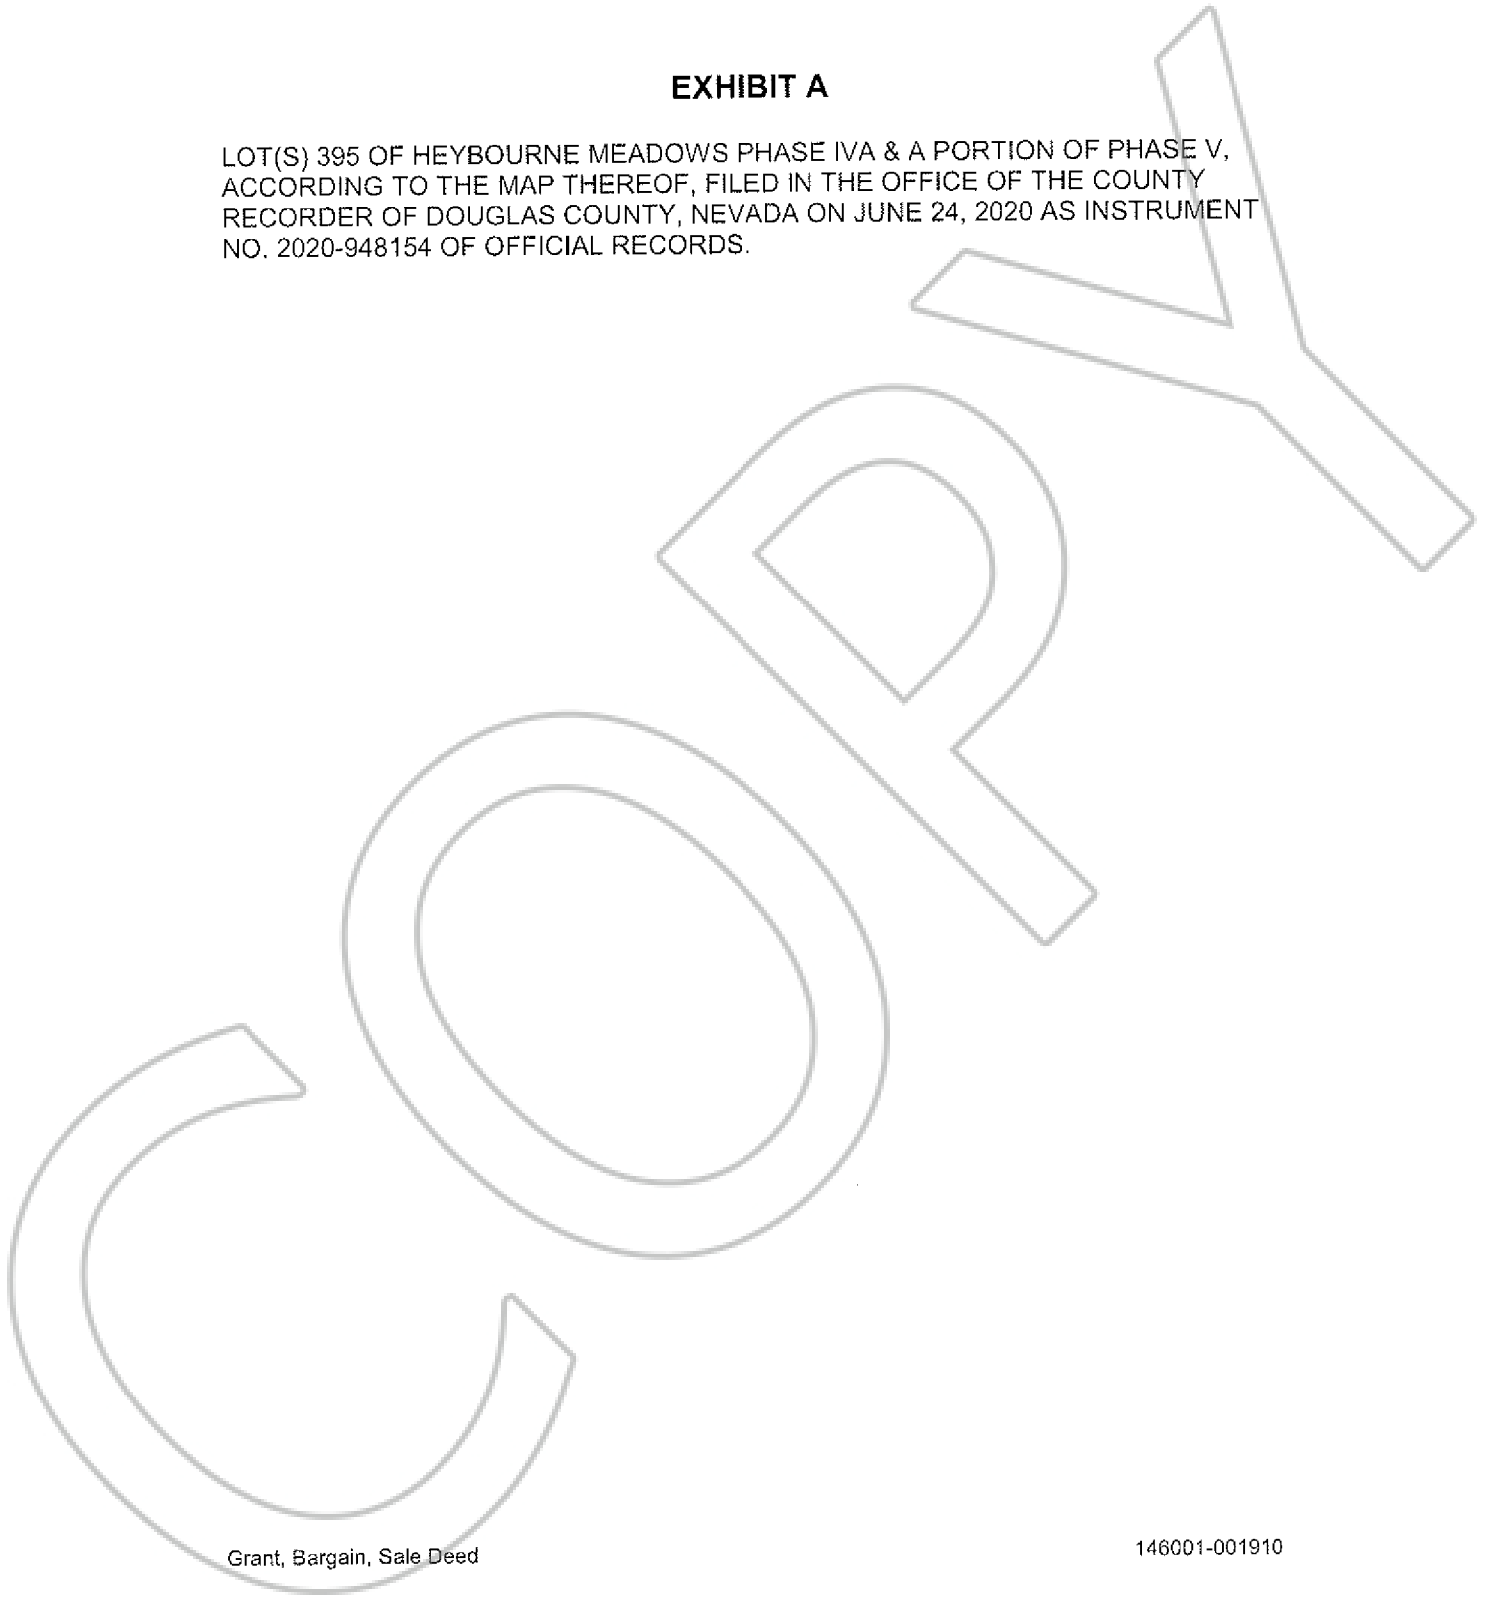 EXHIBIT A
LOT(S) 395 OF HEYBOURNE MEADOWS PHASE IVA & A PORTION OF PHASE V,
ACCORDING TO THE MAP THEREOF, FILED IN THE OFFICE OF THE COUNTY
RECORDER OF DOUGLAS COUNTY, NEVADA ON JUNE 24, 2020 AS INSTRUMENT
NO. 2020-948154 OF OFFICIAL RECORDS.
COPY
Grant, Bargain, Sale Deed
146001-001910